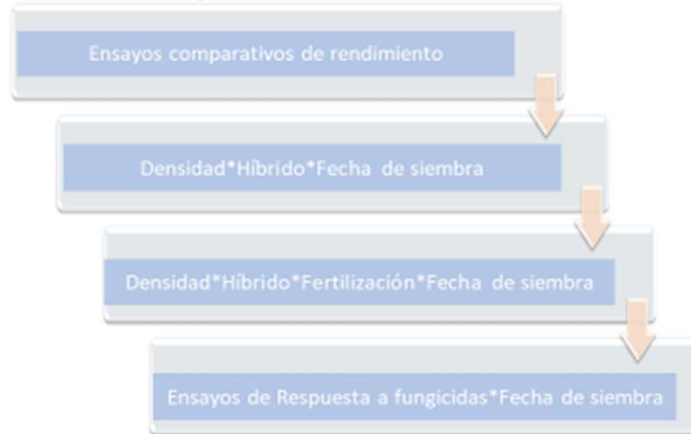 Ensayos comparativos de rendimiento
Densidad*Híbrido*Fecha de siembra
Densidad*Híbrido*Fertilización*Fecha de siembra
Ensayos de Respuesta a fungicidas*Fecha de siembra